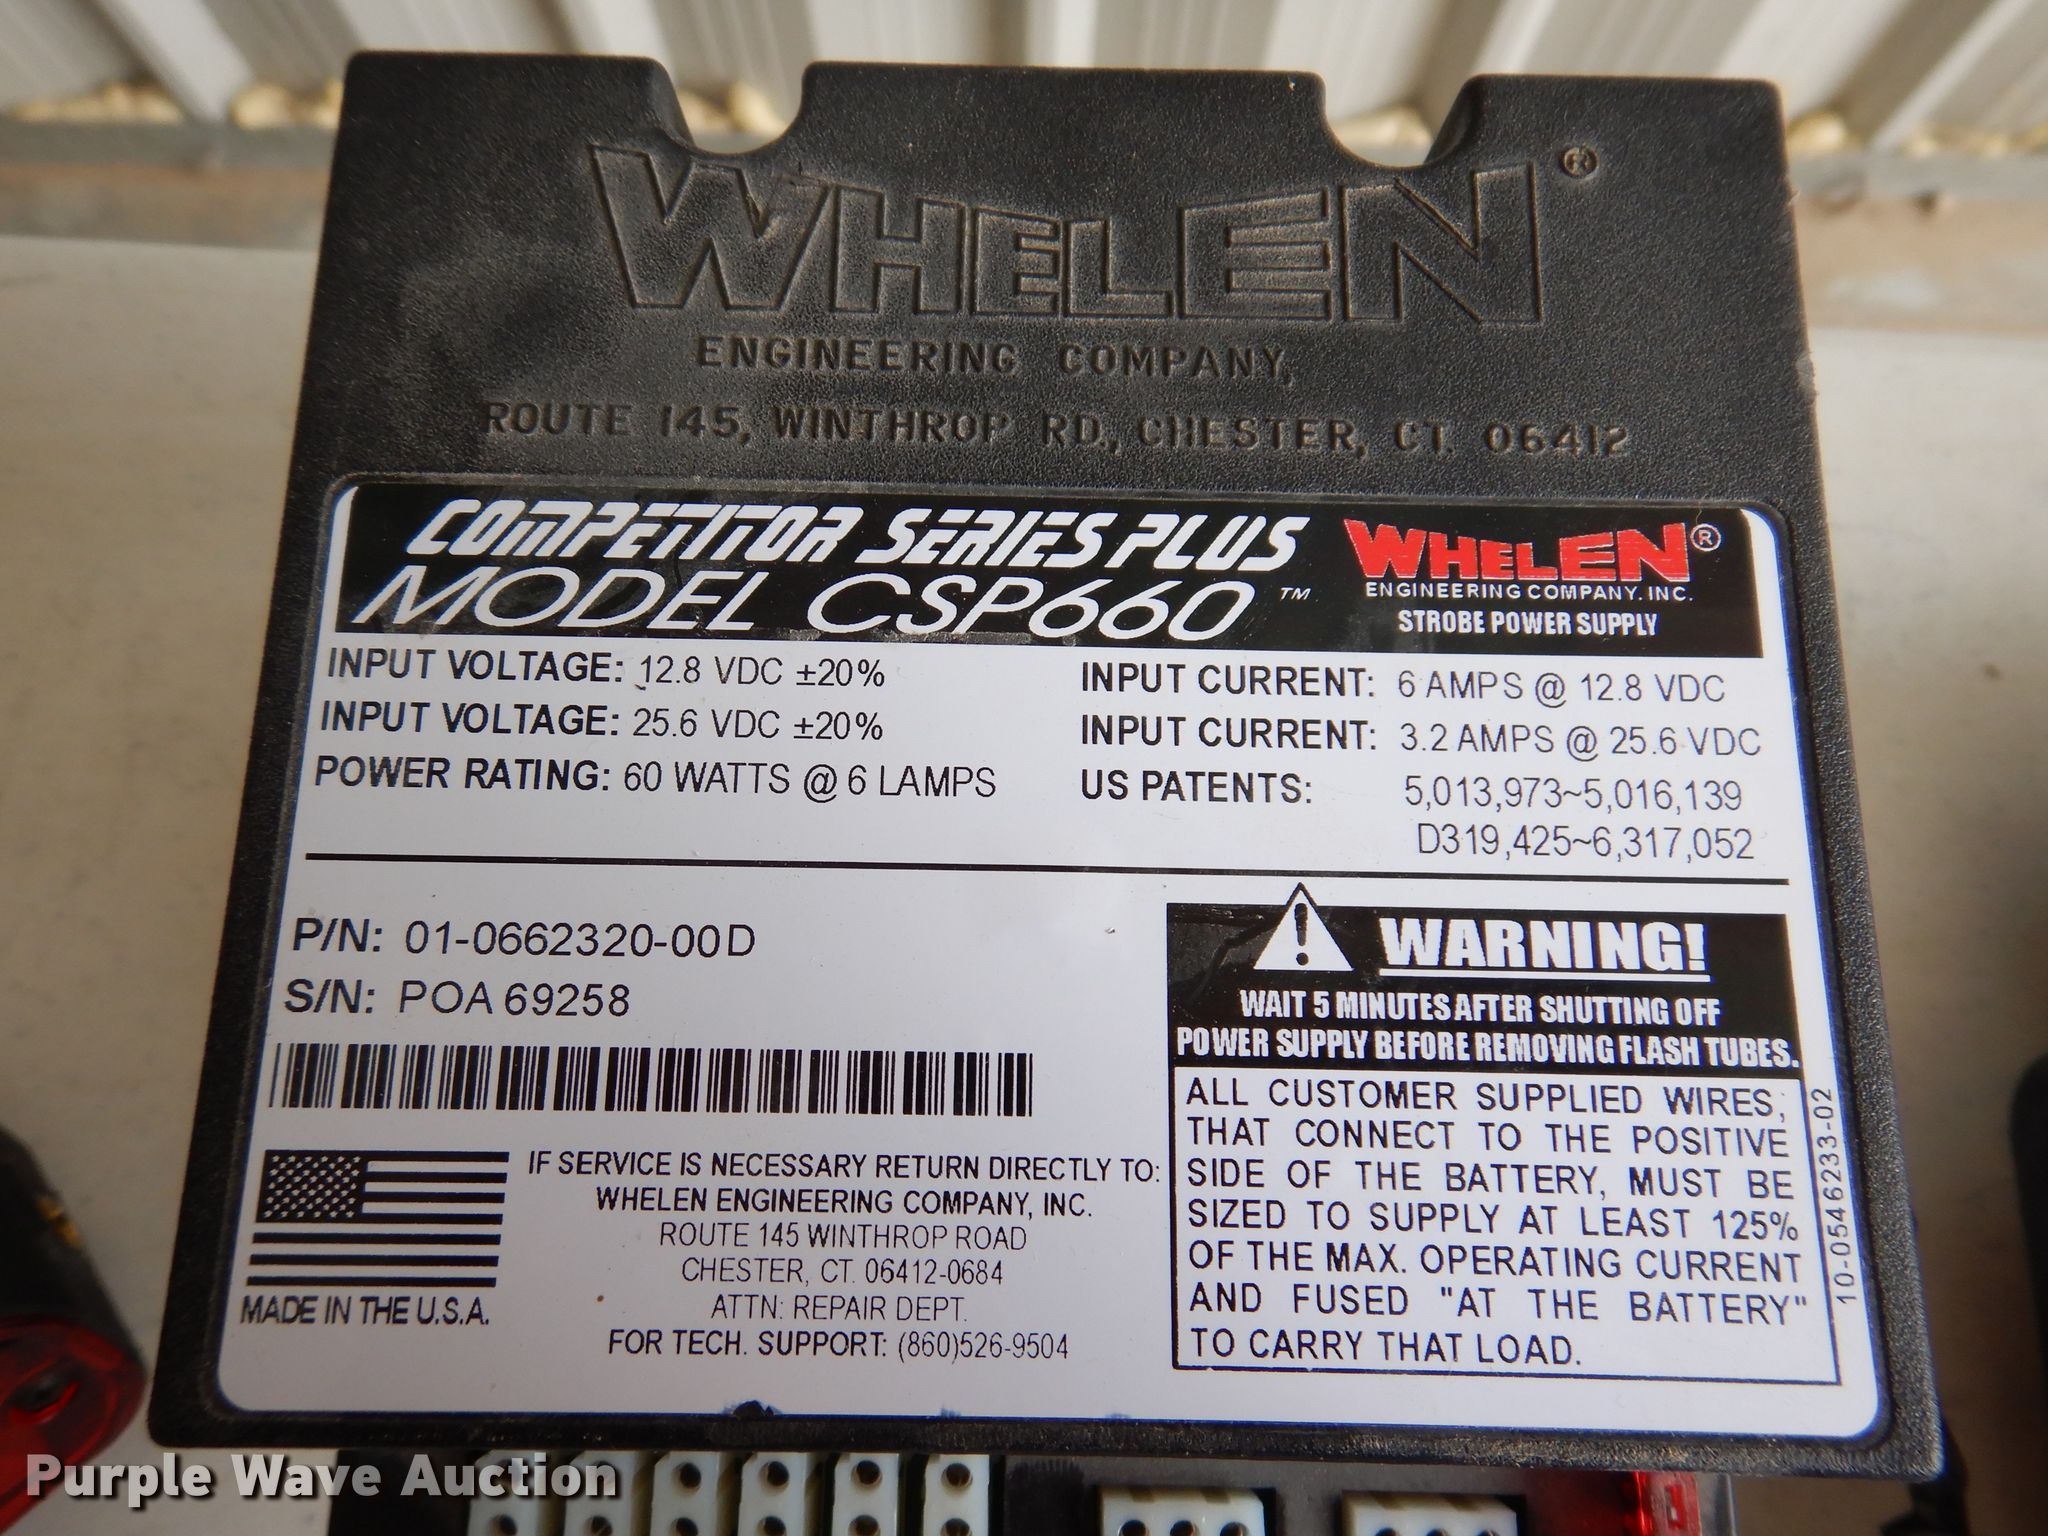 WHELEN®
ENGINEERING COMPANY,
ROUTE 145, WINTHROP RD., CHESTER, CT. 06412
COMPETITOR SERIES PLUS
MODEL CSP660™
WHELEN®
ENGINEERING COMPANY, INC.
STROBE POWER SUPPLY
INPUT VOLTAGE: 12.8 VDC ±20%
INPUT VOLTAGE: 25.6 VDC ±20%
POWER RATING: 60 WATTS @ 6 LAMPS
INPUT CURRENT: 6 AMPS @ 12.8 VDC
INPUT CURRENT: 3.2 AMPS @ 25.6 VDC
US PATENTS: 5,013,973~5,016,139
D319,425~6,317,052
P/N: 01-0662320-00D
S/N: POA 69258
MADE IN THE U.S.A.
IF SERVICE IS NECESSARY RETURN DIRECTLY TO:
WHELEN ENGINEERING COMPANY, INC.
ROUTE 145 WINTHROP ROAD
CHESTER, CT. 06412-0684
ATTN: REPAIR DEPT.
FOR TECH. SUPPORT: (860)526-9504
WARNING!
WAIT 5 MINUTES AFTER SHUTTING OFF
POWER SUPPLY BEFORE REMOVING FLASH TUBES.
ALL CUSTOMER SUPPLIED WIRES,
THAT CONNECT TO THE POSITIVE
SIDE OF THE BATTERY, MUST BE
SIZED TO SUPPLY AT LEAST 125%
OF THE MAX. OPERATING CURRENT
AND FUSED "AT THE BATTERY"
TO CARRY THAT LOAD.
10-0546233-02
Purple Wave Auction